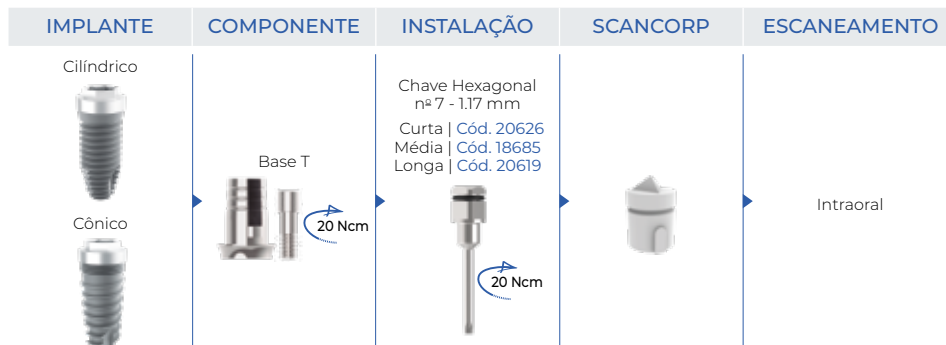 IMPLANTE
COMPONENTE
INSTALAÇÃO
SCANCORP
ESCANEAMENTO
Cilíndrico
Cônico
Base T
20 Ncm
Chave Hexagonal
nº 7 - 1.17 mm
Curta | Cód. 20626
Média | Cód. 18685
Longa | Cód. 20619
20 Ncm
Intraoral